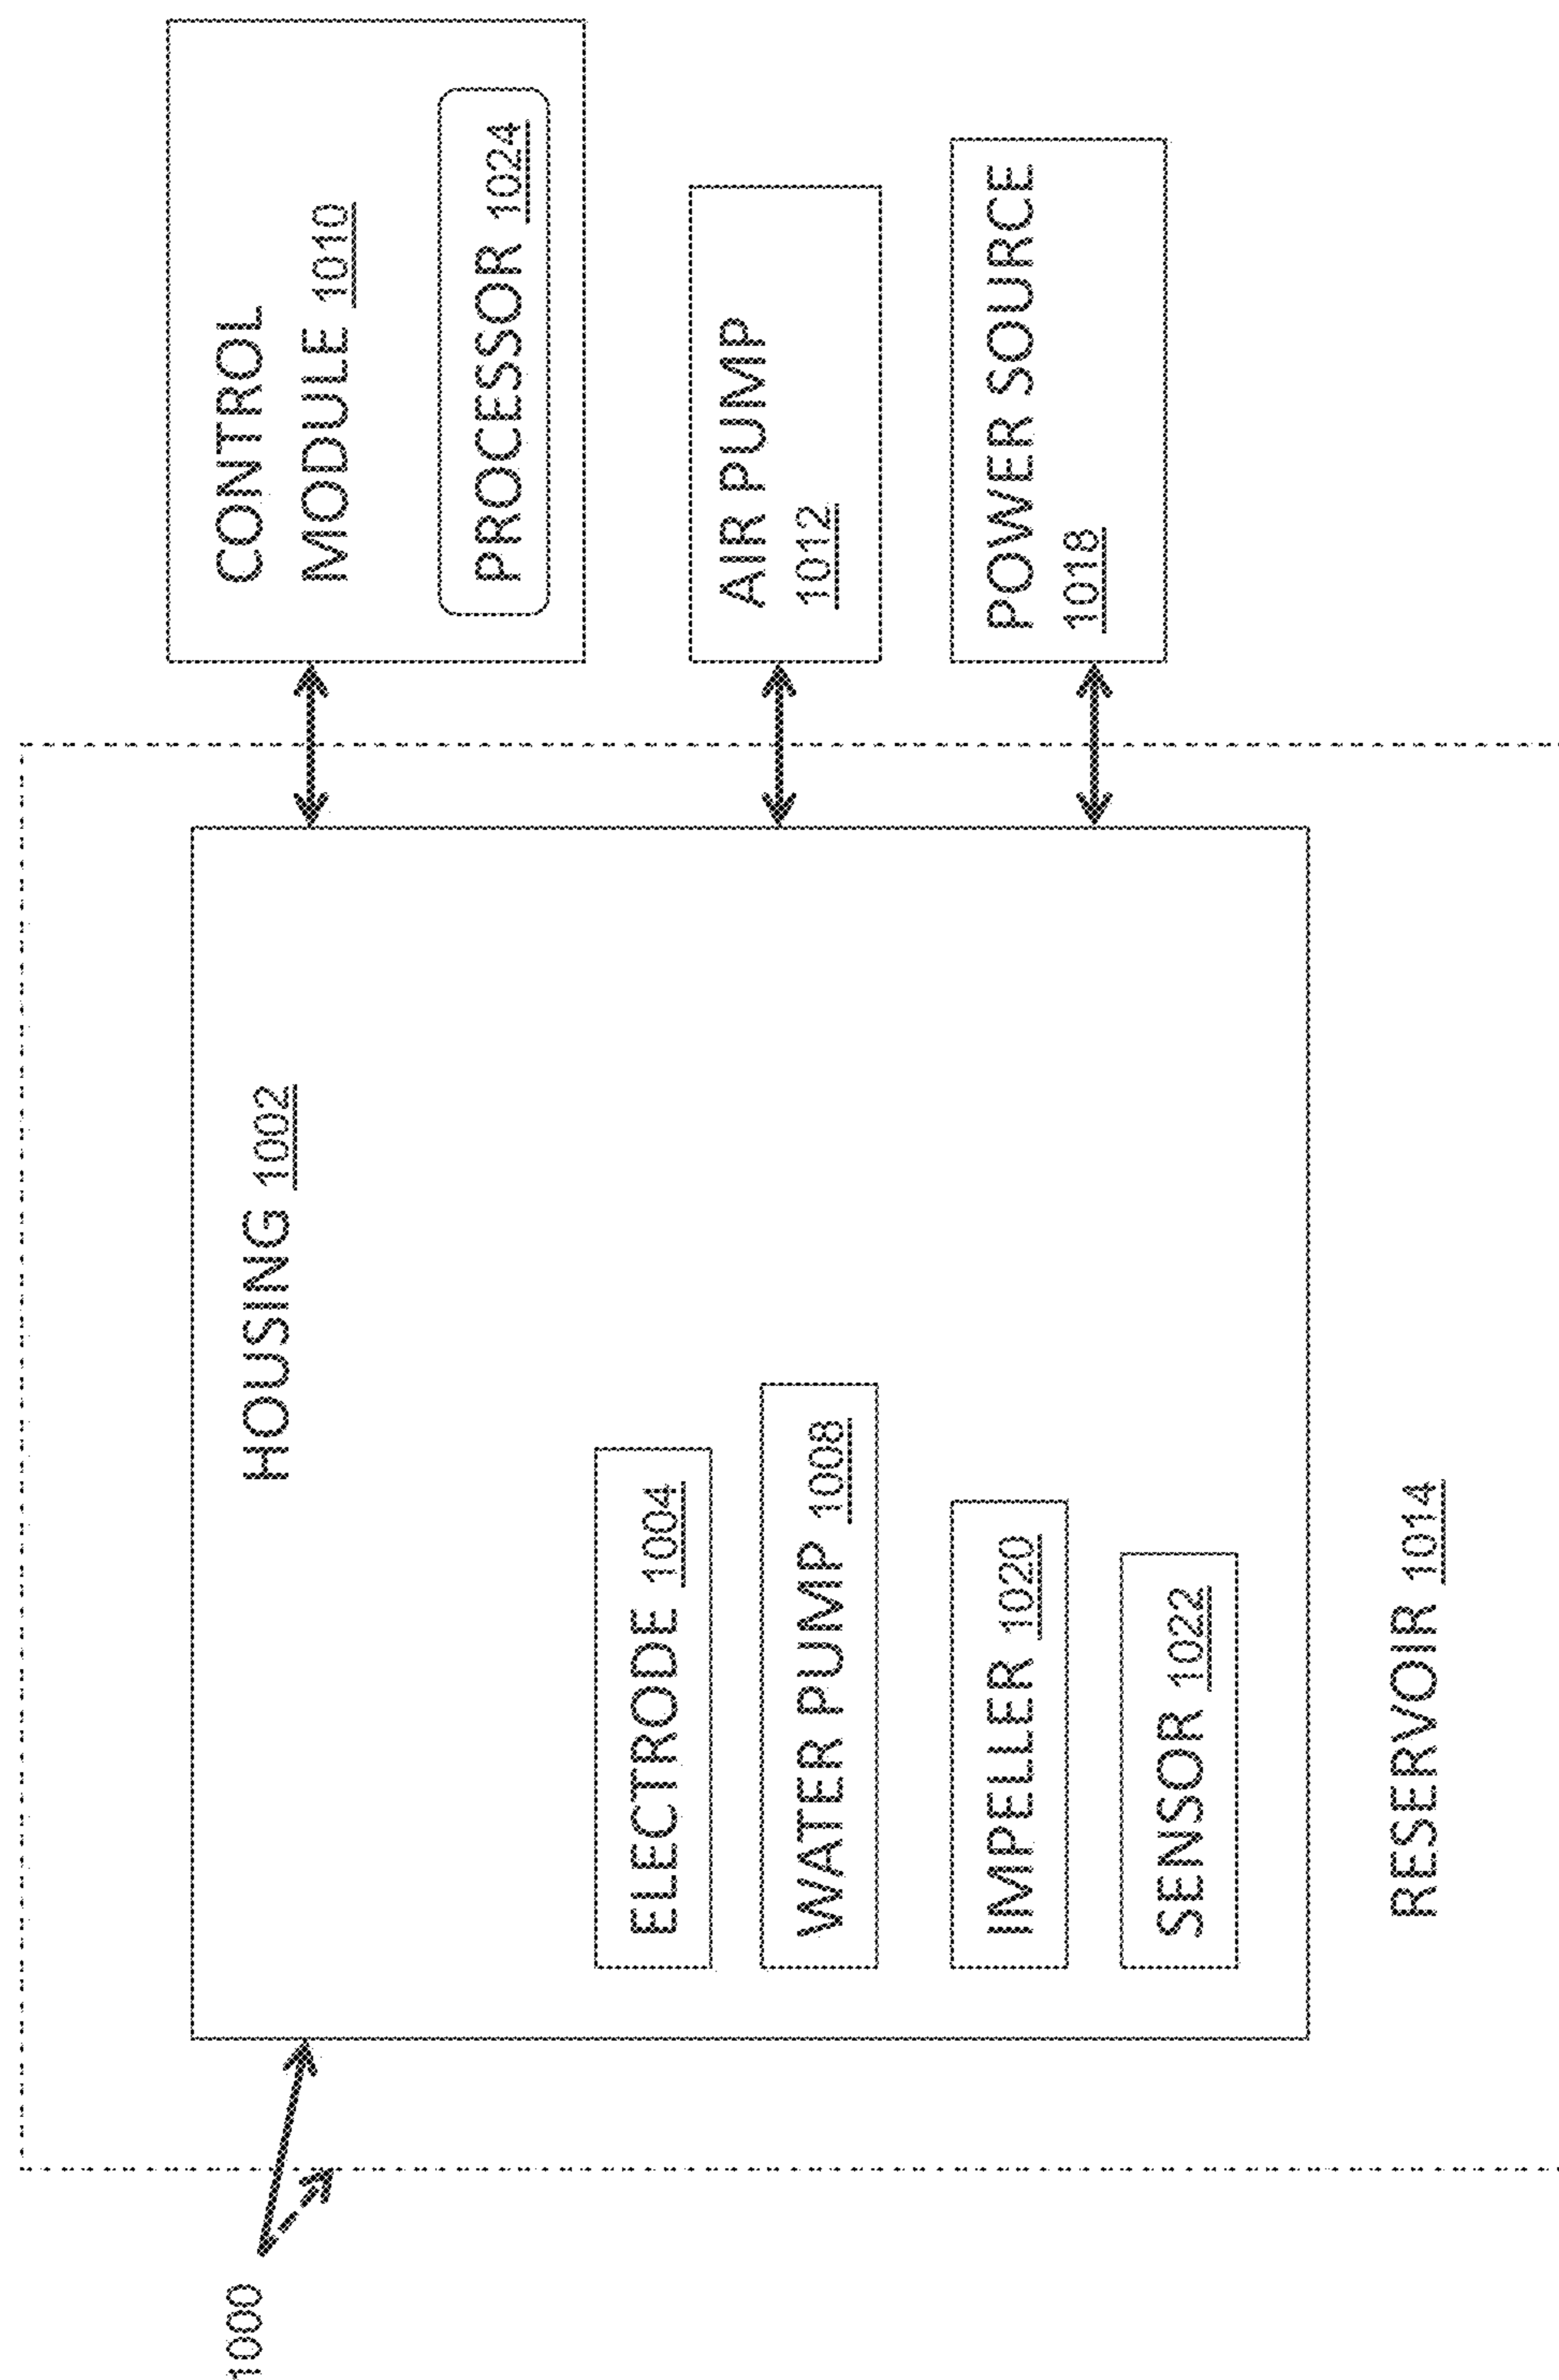 1000
HOUSING 1002
ELECTRODE 1004
WATER PUMP 1008
IMPELLER 1020
SENSOR 1022
RESERVOIR 1014
CONTROL
MODULE 1010
PROCESSOR 1024
AIR PUMP
1012
POWER SOURCE
1018